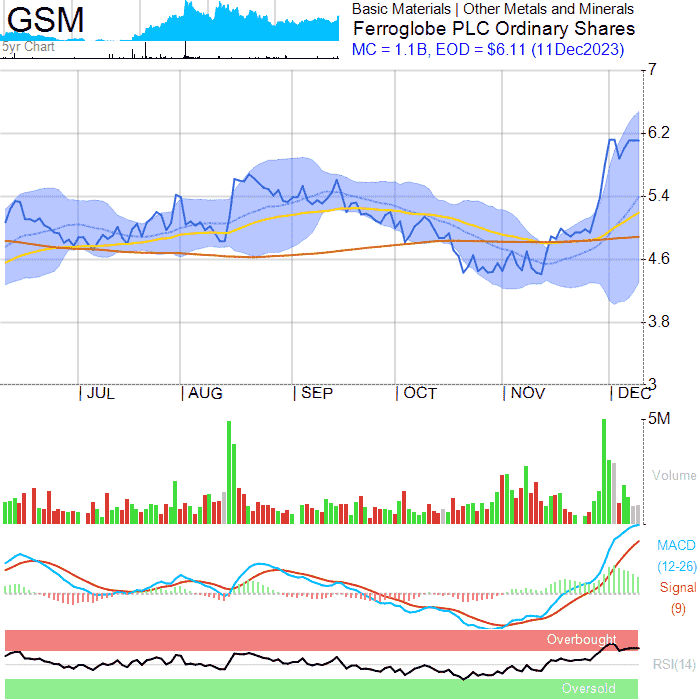 GSM
5yr Chart
Basic Materials | Other Metals and Minerals
Ferroglobe PLC Ordinary Shares
MC = 1.1B, EOD = $6.11 (11Dec2023)
7
6.2
5.4
4.6
3.8
3
JUL
AUG
SEP
OCT
NOV
DEC
5M
Volume
MACD
(12-26)
Signal
(9)
Overbought
RSI(14)
Oversold